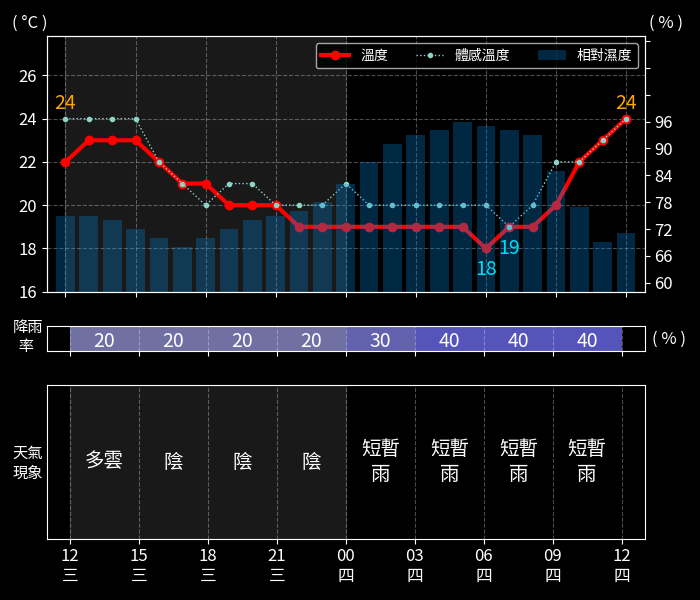 ( °C )
( % )
溫度
體感溫度
相對濕度
26
24
22
20
18
16
96
90
84
78
72
66
60
24
24
19
18
降雨
率
20
20
20
20
30
40
40
40
( % )
天氣
現象
多雲
陰
陰
陰
短暫
雨
短暫
雨
短暫
雨
短暫
雨
12
三
15
三
18
三
21
三
00
四
03
四
06
四
09
四
12
四